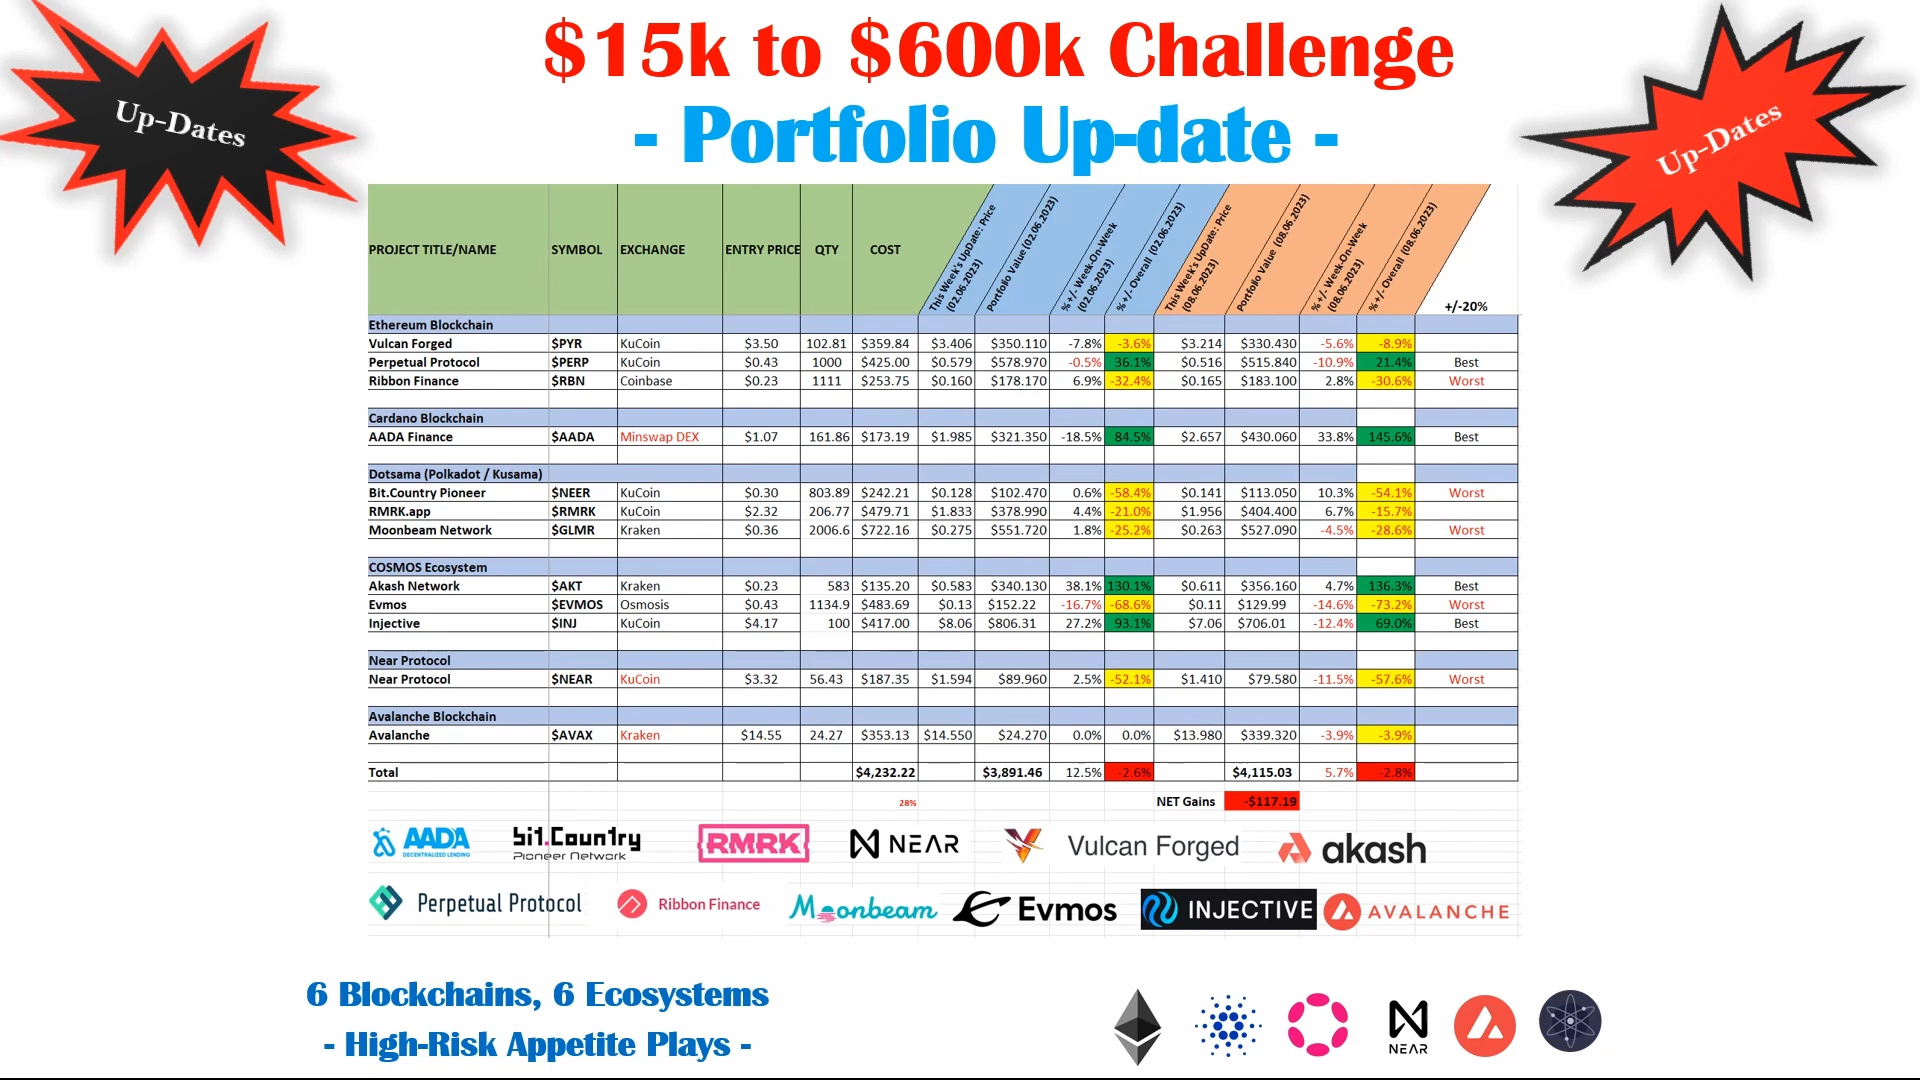 $15k to $600k Challenge
- Portfolio Up-date -
Up-Dates
Up-Dates
PROJECT TITLE/NAME SYMBOL EXCHANGE ENTRY PRICE QTY COST This Week's UpDate: Price (02.06.2023) Portfolio Value (02.06.2023) %+/- Week-On-Week (02.06.2023) %+/- Overall (02.06.2023) This Week's UpDate: Price (08.06.2023) Portfolio Value (08.06.2023) %+/- Week-On-Week (08.06.2023) %+/- Overall (08.06.2023) +/-20%
Ethereum Blockchain
Vulcan Forged $PYR KuCoin $3.50 102.81 $359.84 $3.406 $350.110 -7.8% -3.6% $3.214 $330.430 -5.6% -8.9%
Perpetual Protocol $PERP KuCoin $0.43 1000 $425.00 $0.579 $578.970 -0.5% 36.1% $0.516 $515.840 -10.9% 21.4% Best
Ribbon Finance $RBN Coinbase $0.23 1111 $253.75 $0.160 $178.170 6.9% -32.4% $0.165 $183.100 2.8% -30.6% Worst
Cardano Blockchain
AADA Finance $AADA Minswap DEX $1.07 161.86 $173.19 $1.985 $321.350 -18.5% 84.5% $2.657 $430.060 33.8% 145.6% Best
Dotsama (Polkadot / Kusama)
Bit.Country Pioneer $NEER KuCoin $0.30 803.89 $242.21 $0.128 $102.470 0.6% -58.4% $0.141 $113.050 10.3% -54.1% Worst
RMRK.app $RMRK KuCoin $2.32 206.77 $479.71 $1.833 $378.990 4.4% -21.0% $1.956 $404.400 6.7% -15.7%
Moonbeam Network $GLMR Kraken $0.36 2006.6 $722.16 $0.275 $551.720 1.8% -25.2% $0.263 $527.090 -4.5% -28.6% Worst
COSMOS Ecosystem
Akash Network $AKT Kraken $0.23 583 $135.20 $0.583 $340.130 38.1% 130.1% $0.611 $356.160 4.7% 136.3% Best
Evmos $EVMOS Osmosis $0.43 1134.9 $483.69 $0.13 $152.22 -16.7% -68.6% $0.11 $129.99 -14.6% -73.2% Worst
Injective $INJ KuCoin $4.17 100 $417.00 $8.06 $806.31 27.2% 93.1% $7.06 $706.01 -12.4% 69.0% Best
Near Protocol
Near Protocol $NEAR KuCoin $3.32 56.43 $187.35 $1.594 $89.960 2.5% -52.1% $1.410 $79.580 -11.5% -57.6% Worst
Avalanche Blockchain
Avalanche $AVAX Kraken $14.55 24.27 $353.13 $14.550 $24.270 0.0% 0.0% $13.980 $339.320 -3.9% -3.9%
Total $4,232.22 $3,891.46 12.5% -2.6% $4,115.03 5.7% -2.8%
28% NET Gains -$117.19
AADA DECENTRALIZED LENDING bit.Country Pioneer Network RMRK NEAR Vulcan Forged akash
Perpetual Protocol Ribbon Finance Moonbeam Evmos INJECTIVE AVALANCHE
6 Blockchains, 6 Ecosystems
- High-Risk Appetite Plays -
NEAR